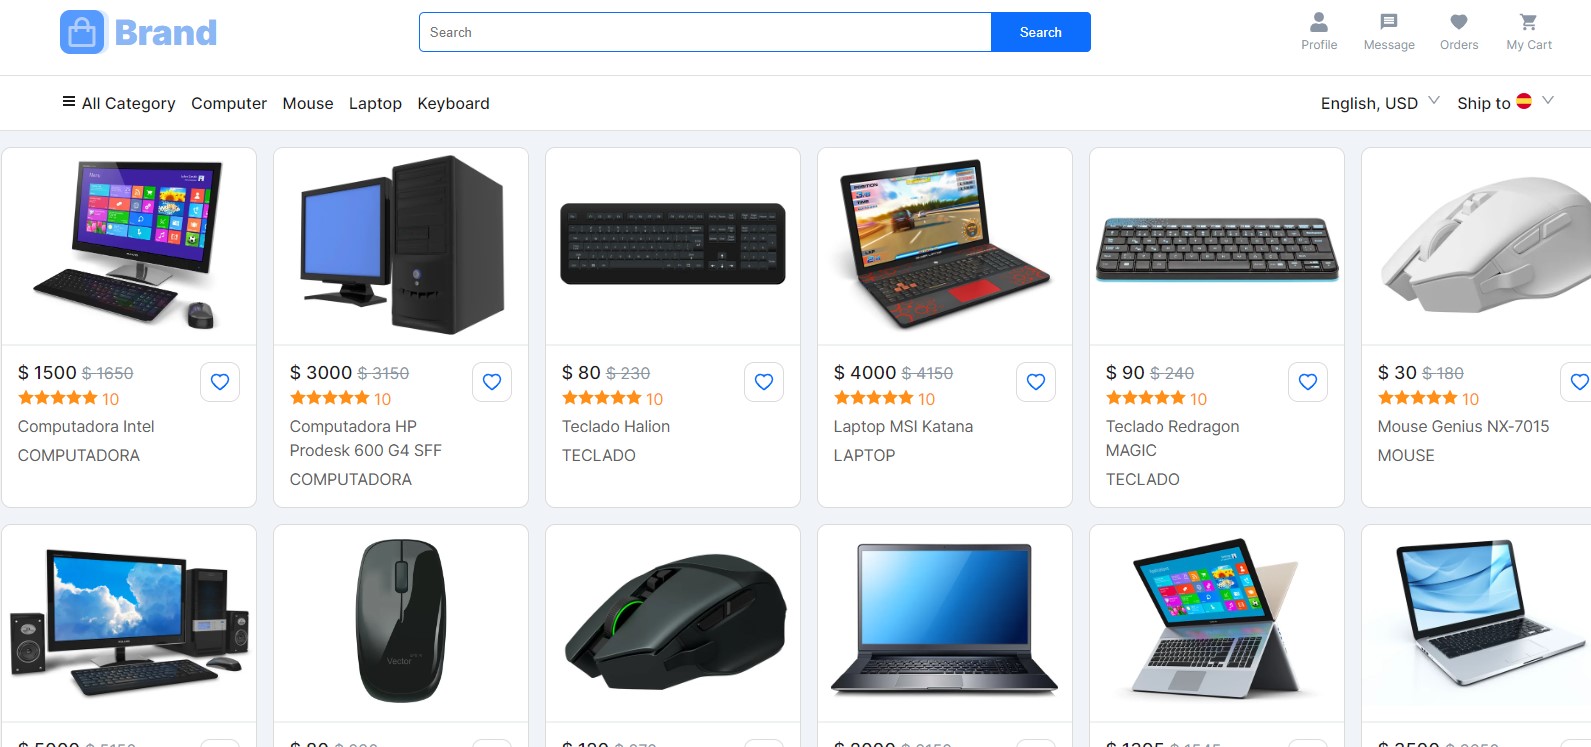 Brand
Search
Search
Profile
Message
Orders
My Cart
All Category
Computer
Mouse
Laptop
Keyboard
English, USD
Ship to
$ 1500 $ 1650
10
Computadora Intel
COMPUTADORA
$ 3000 $ 3150
10
Computadora HP
Prodesk 600 G4 SFF
COMPUTADORA
$ 80 $ 230
10
Teclado Halion
TECLADO
$ 4000 $ 4150
10
Laptop MSI Katana
LAPTOP
$ 90 $ 240
10
Teclado Redragon
MAGIC
TECLADO
$ 30 $ 180
10
Mouse Genius NX-7015
MOUSE
Vector